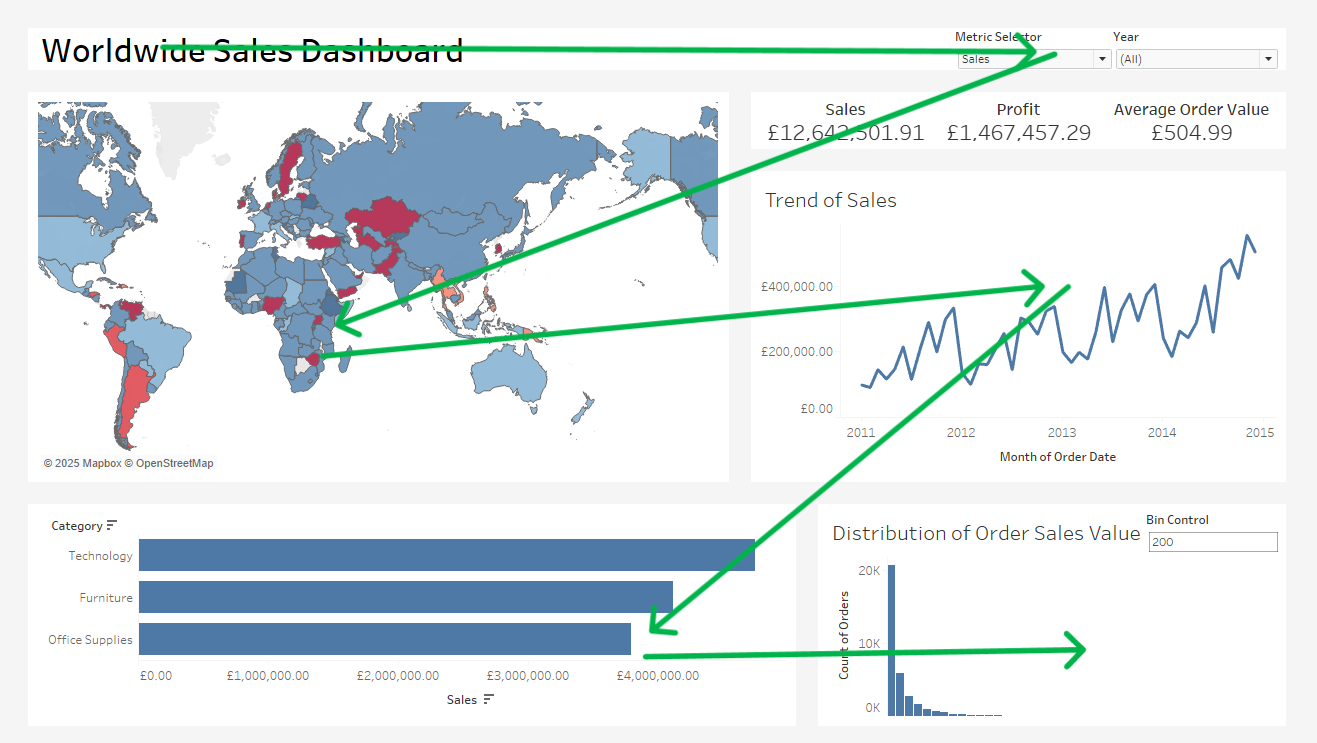 Worldwide Sales Dashboard
Metric Selector
Sales
Year
(All)
© 2025 Mapbox © OpenStreetMap
Sales
£12,642,501.91
Profit
£1,467,457.29
Average Order Value
£504.99
Trend of Sales
£400,000.00
£200,000.00
£0.00
2011 2012 2013 2014 2015
Month of Order Date
Category
Technology
Furniture
Office Supplies
£0.00 £1,000,000.00 £2,000,000.00 £3,000,000.00 £4,000,000.00
Sales
Distribution of Order Sales Value
Bin Control
200
Count of Orders
20K
10K
0K